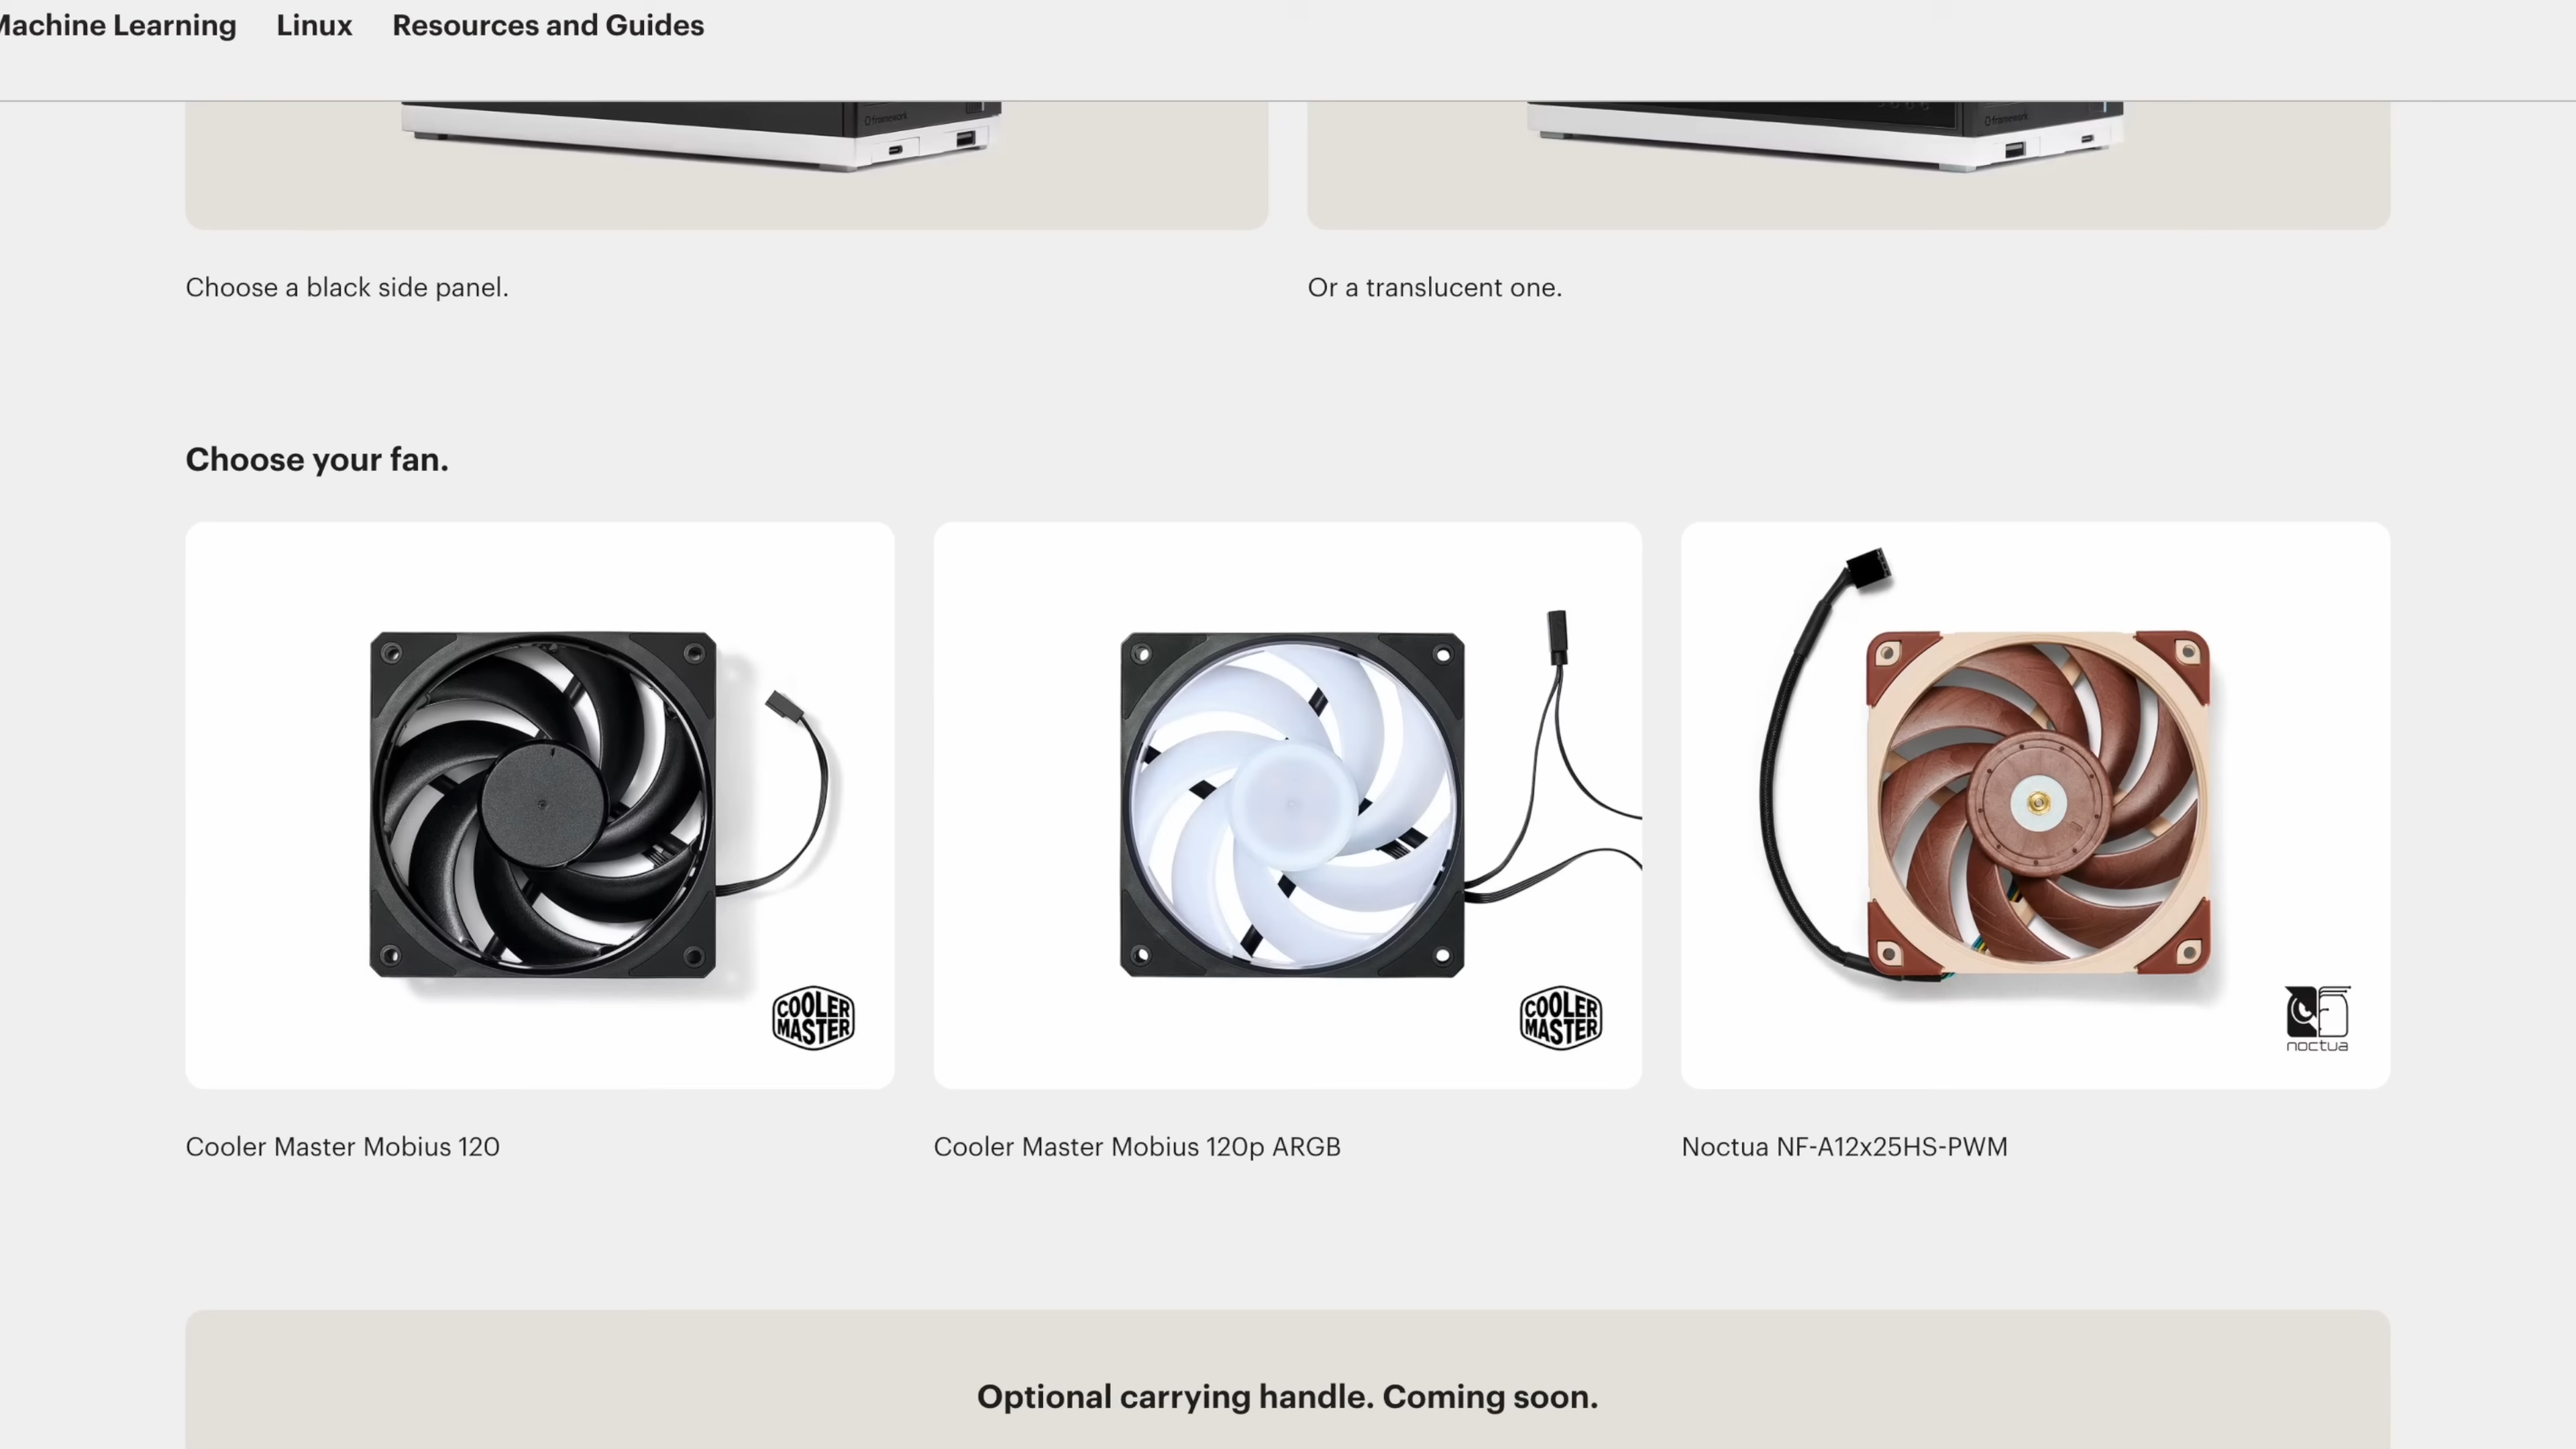 Machine Learning Linux Resources and Guides
framework framework
Choose a black side panel. Or a translucent one.
Choose your fan.
COOLER MASTER COOLER MASTER noctua
Cooler Master Mobius 120 Cooler Master Mobius 120p ARGB Noctua NF-A12x25HS-PWM
Optional carrying handle. Coming soon.